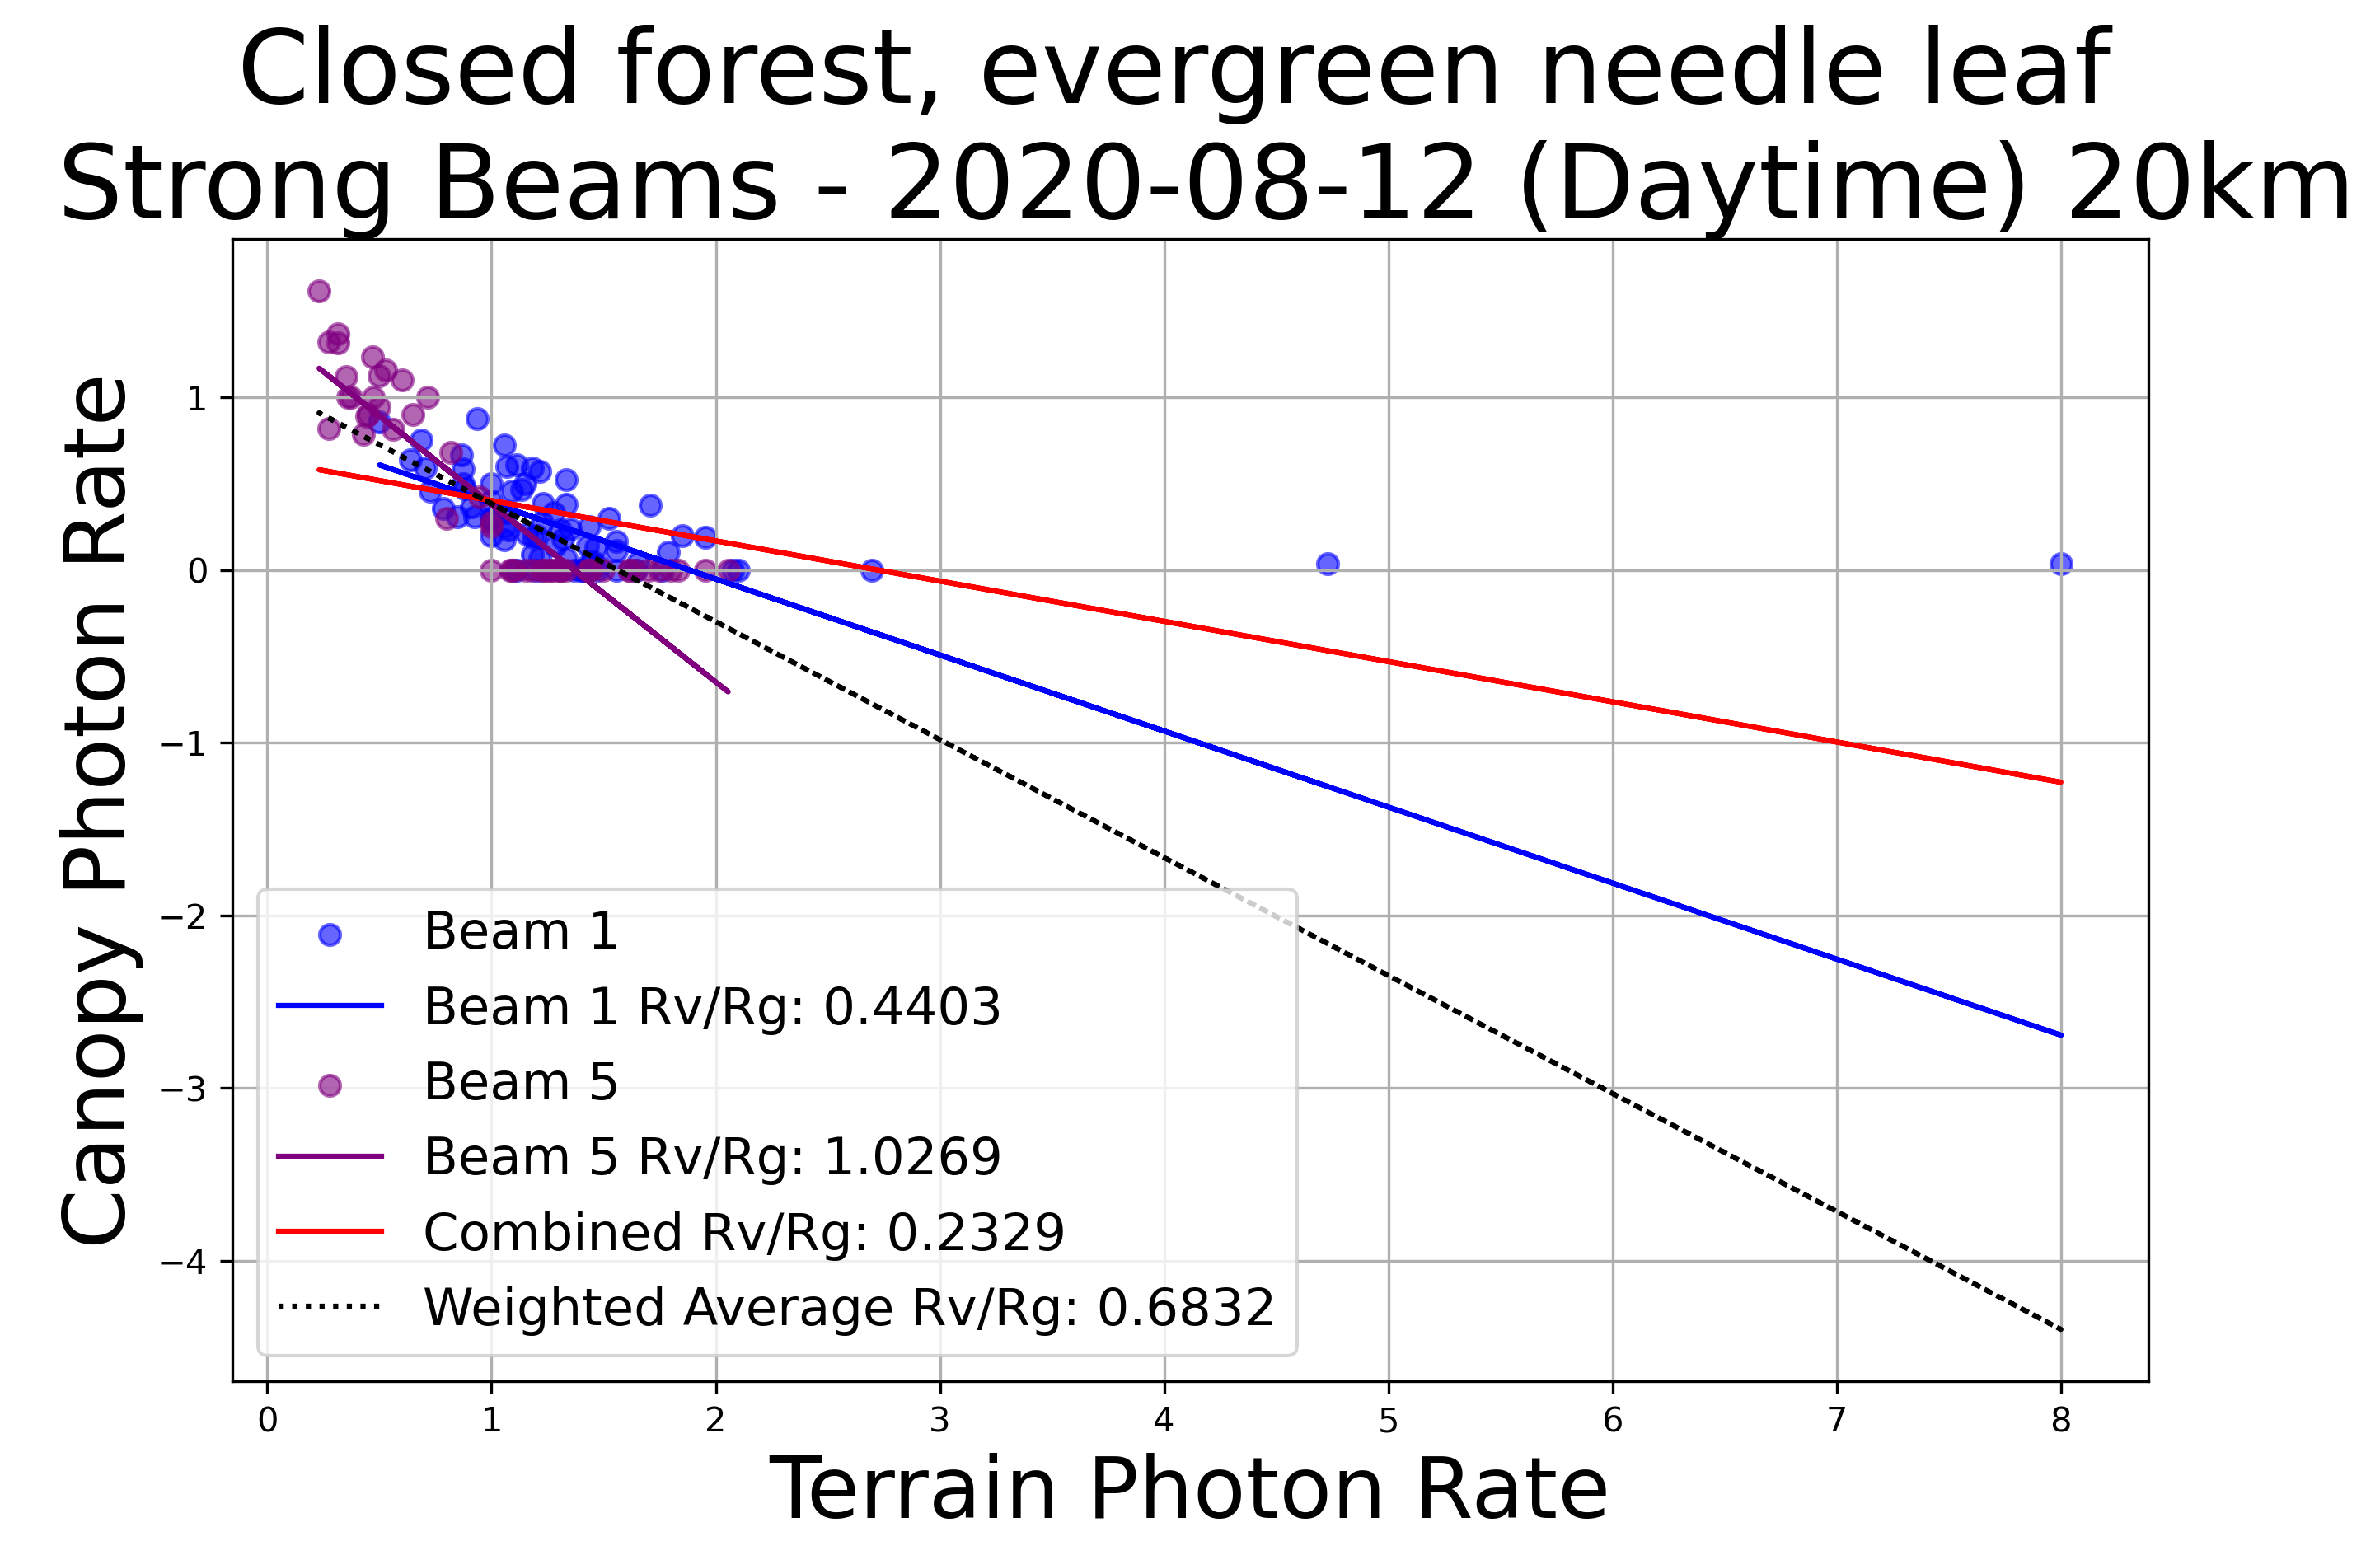 Closed forest, evergreen needle leaf
Strong Beams - 2020-08-12 (Daytime) 20km
Canopy Photon Rate
1
0
−1
−2
−3
−4
Beam 1
Beam 1 Rv/Rg: 0.4403
Beam 5
Beam 5 Rv/Rg: 1.0269
Combined Rv/Rg: 0.2329
Weighted Average Rv/Rg: 0.6832
0 1 2 3 4 5 6 7 8
Terrain Photon Rate